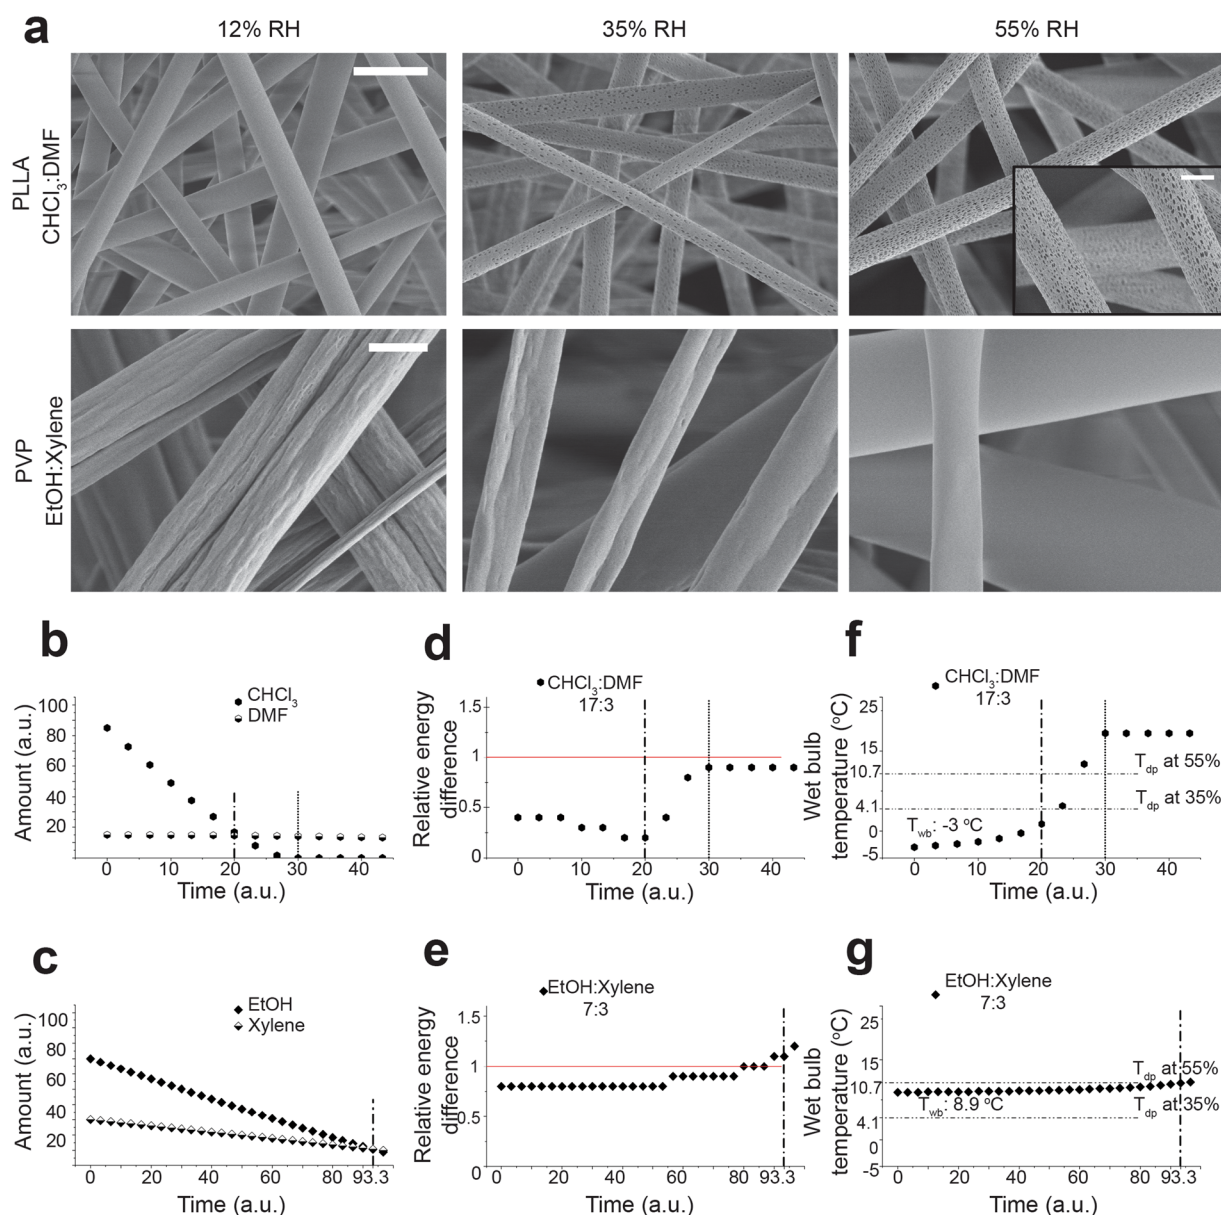 a
12% RH
35% RH
55% RH
PLLA
CHCl3:DMF
PVP
EtOH:Xylene
b
Amount (a.u.)
100
80
60
40
20
CHCl3
DMF
0
10
20
30
40
Time (a.u.)
d
Relative energy
difference
1.5
1
0.5
0
CHCl3:DMF
17:3
0
10
20
30
40
Time (a.u.)
f
Wet bulb
temperature (ºC)
25
15
10.7
4.1
0
-5
CHCl3:DMF
17:3
Tdp at 55%
Tdp at 35%
Twb: -3 ºC
0
10
20
30
40
Time (a.u.)
c
Amount (a.u.)
100
80
60
40
20
EtOH
Xylene
0
20
40
60
80
93.3
Time (a.u.)
e
Relative energy
difference
1.5
1
0.5
0
EtOH:Xylene
7:3
0
20
40
60
80
93.3
Time (a.u.)
g
Wet bulb
temperature (ºC)
25
15
10.7
4.1
0
-5
EtOH:Xylene
7:3
Tdp at 55%
Twb: 8.9 ºC
Tdp at 35%
0
20
40
60
80
93.3
Time (a.u.)